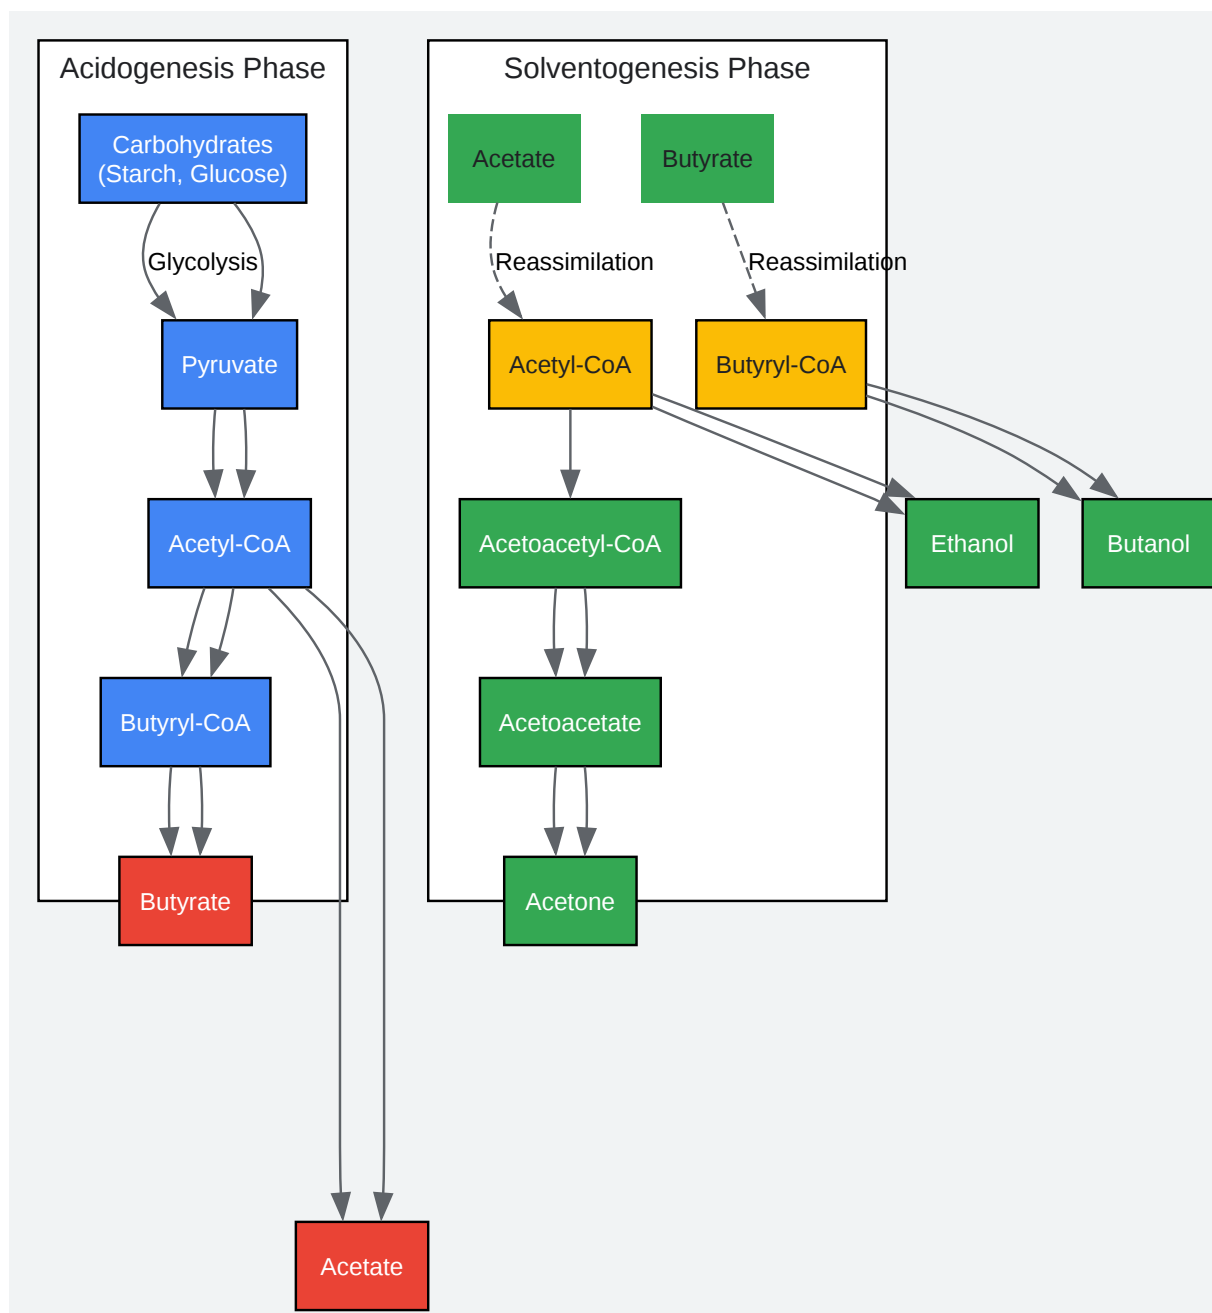 Acidogenesis Phase
Carbohydrates
(Starch, Glucose)
Glycolysis
Pyruvate
Acetyl-CoA
Butyryl-CoA
Butyrate
Acetate
Solventogenesis Phase
Acetate
Butyrate
Reassimilation
Reassimilation
Acetyl-CoA
Butyryl-CoA
Acetoacetyl-CoA
Ethanol
Butanol
Acetoacetate
Acetone